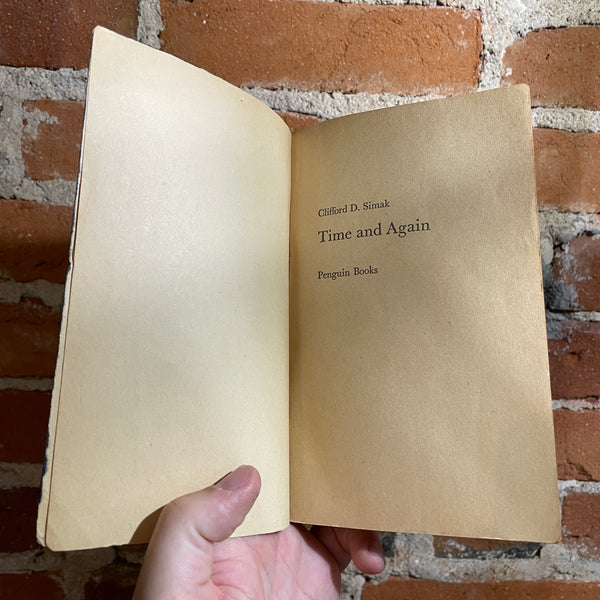 Clifford D. Simak
Time and Again
Penguin Books